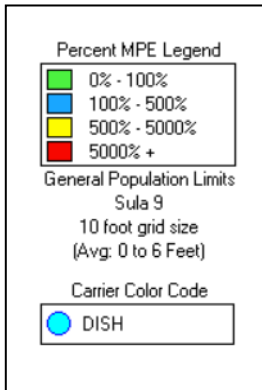 Percent MPE Legend
0% - 100%
100% - 500%
500% - 5000%
5000% +
General Population Limits
Sula 9
10 foot grid size
(Avg: 0 to 6 Feet)
Carrier Color Code
DISH